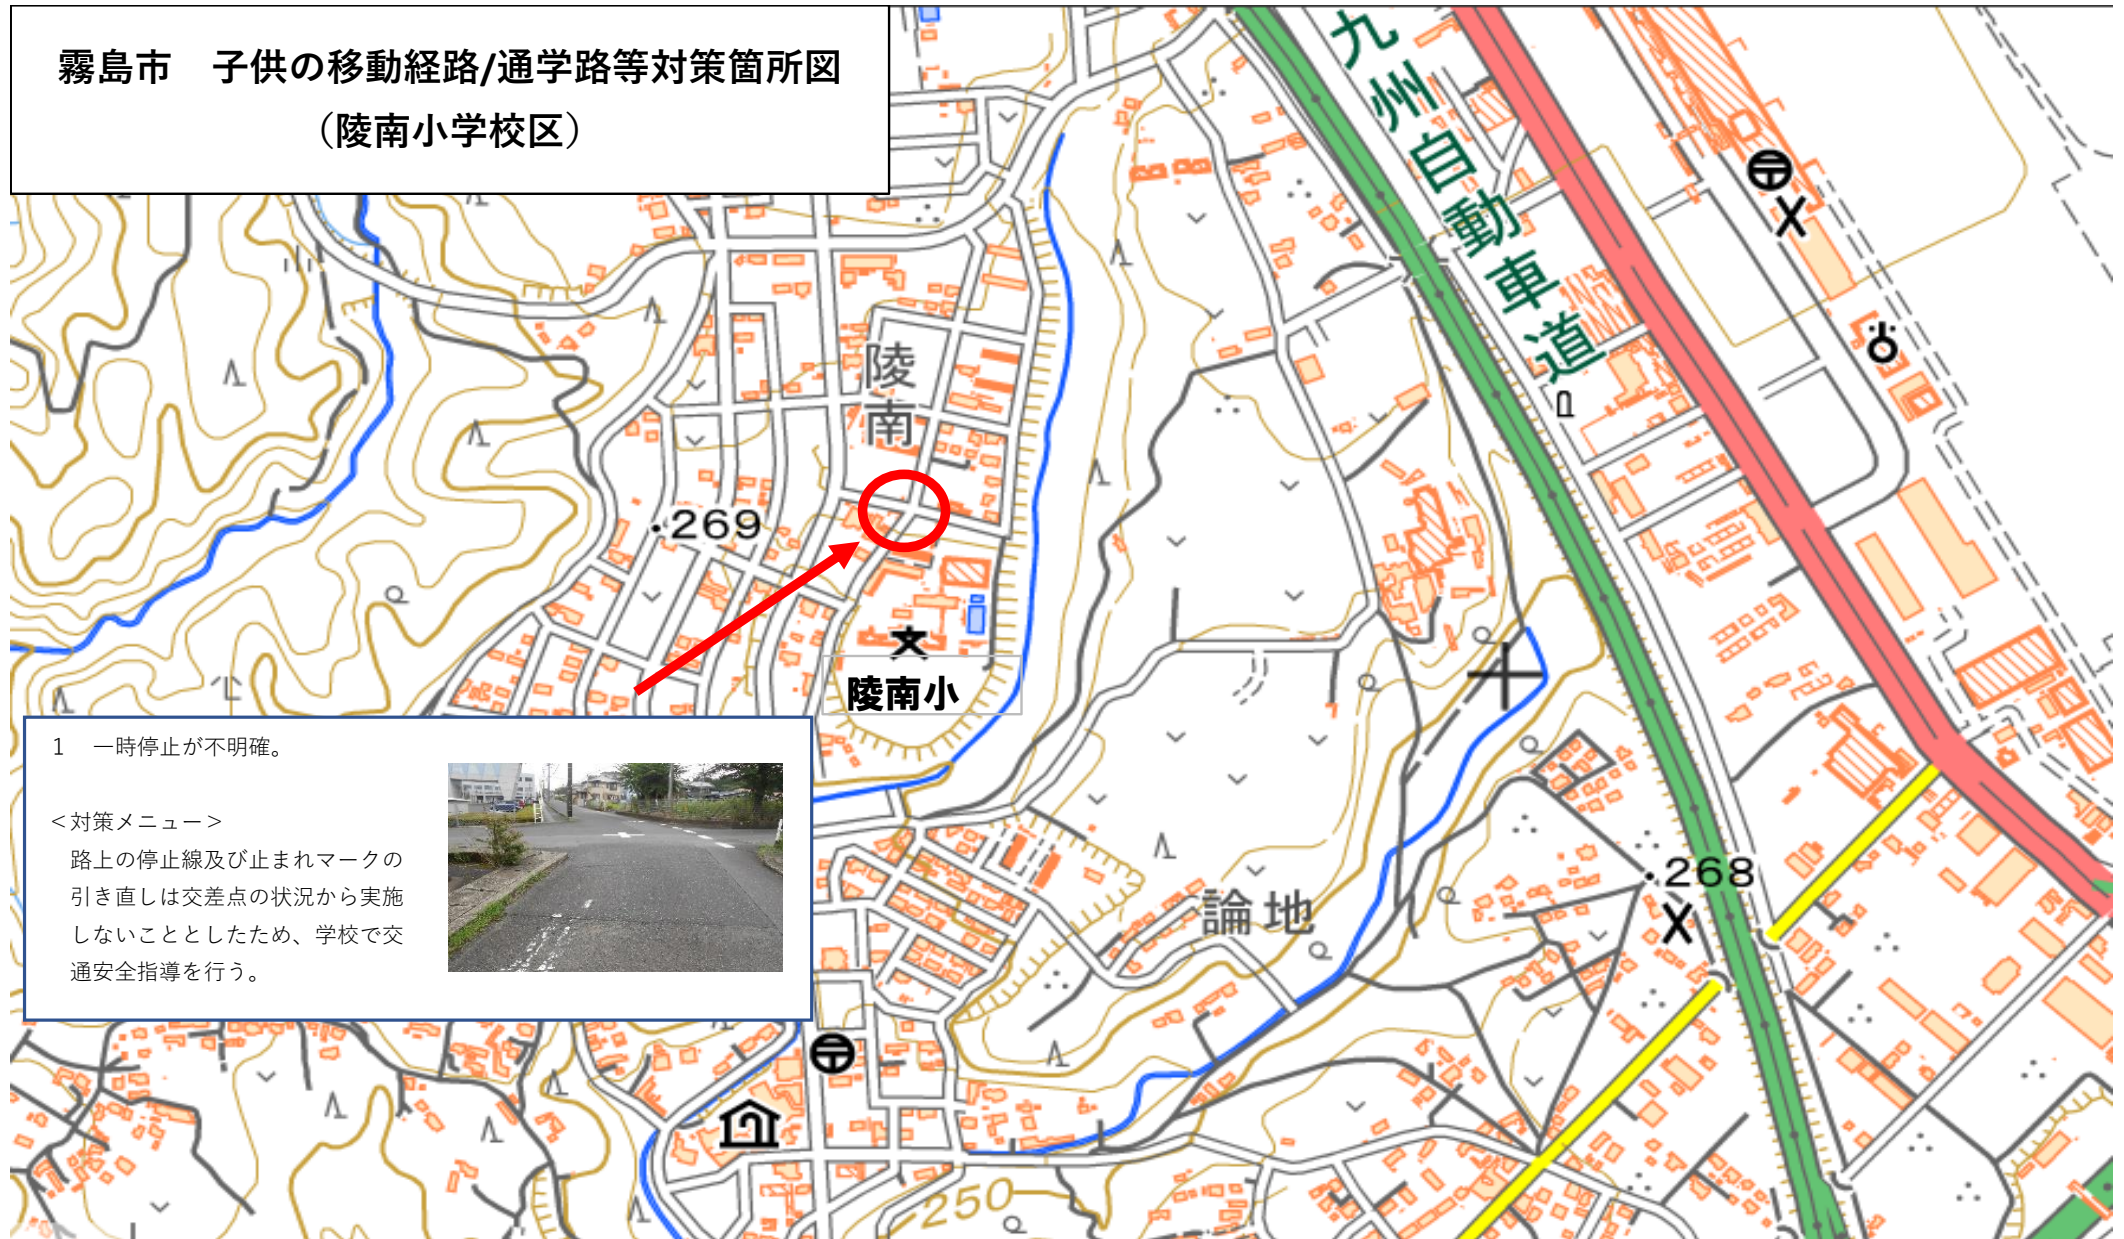 霧島市　子供の移動経路/通学路等対策箇所図
（陵南小学校区）
九州自動車道
陵南
269
陵南小
1　一時停止が不明確。
＜対策メニュー＞
路上の停止線及び止まれマークの
引き直しは交差点の状況から実施
しないこととしたため、学校で交
通安全指導を行う。
論地
268
250